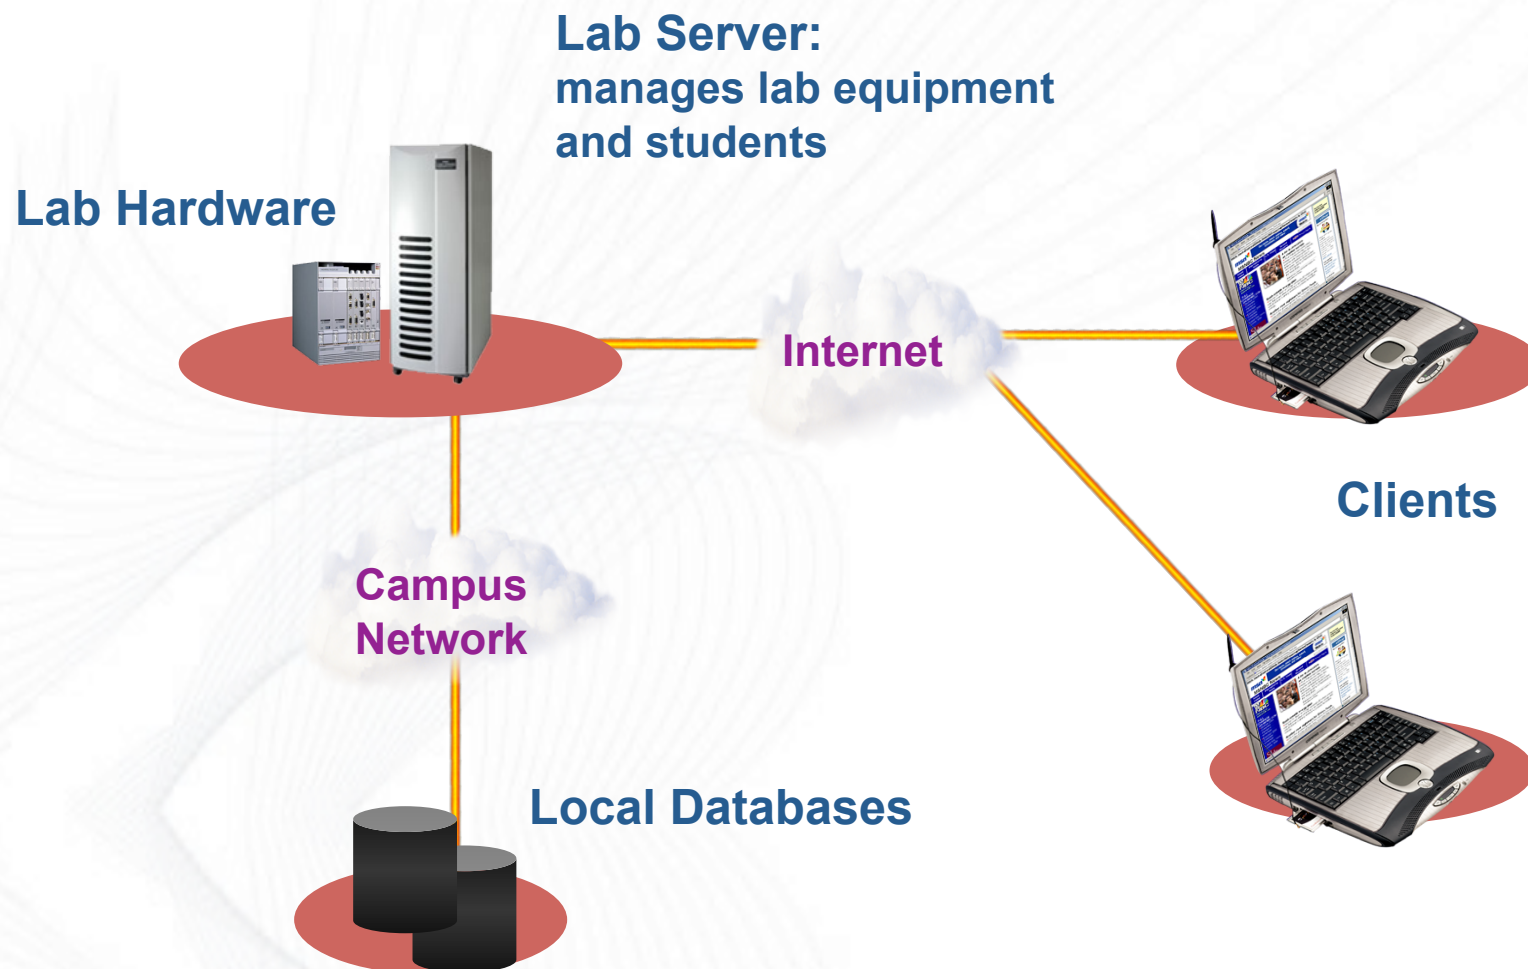 Lab Server:
manages lab equipment
and students
Lab Hardware
Internet
Clients
Campus
Network
Local Databases